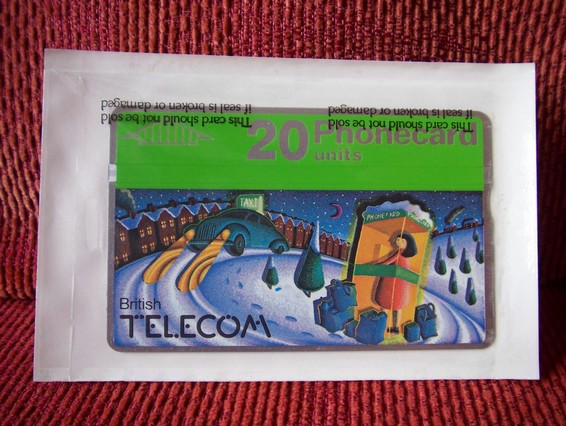 This card should not be sold
if seal is broken or damaged
This card should not be sold
if seal is broken or damaged
20 Phonecard
units
TAXI
PHONECARD
British
TELECOM